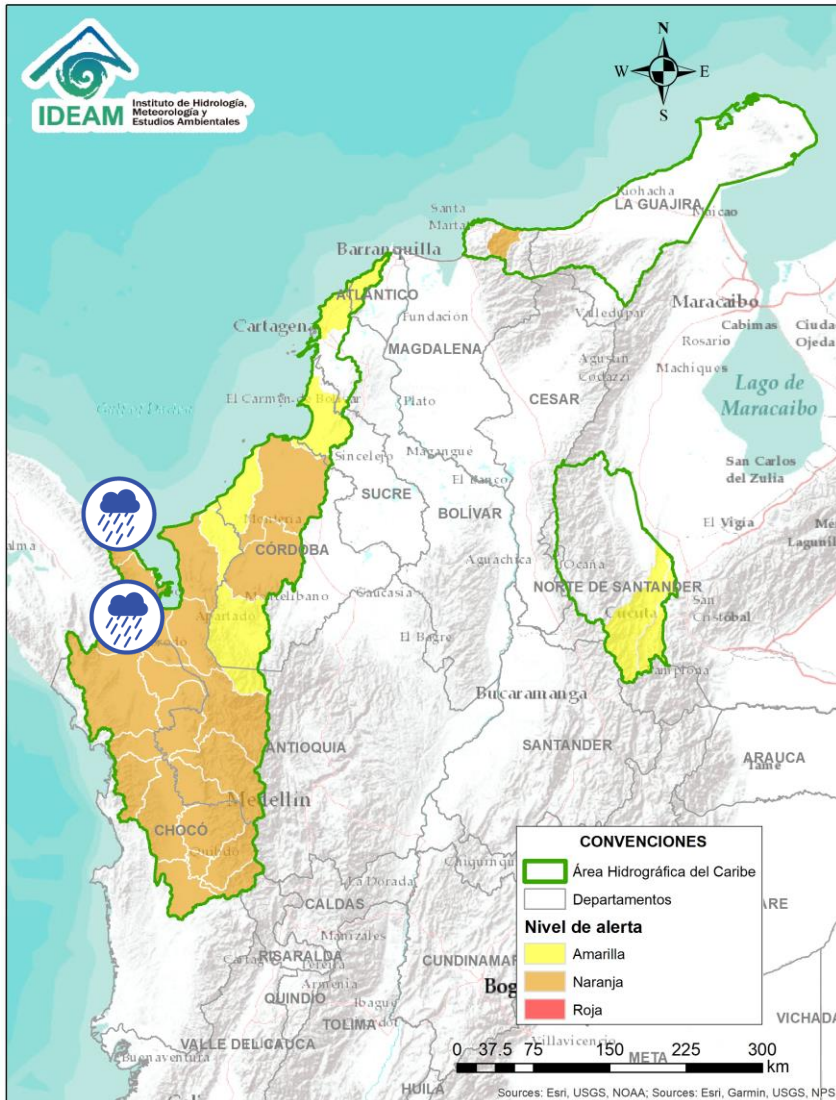 IDEAM
Instituto de Hidrología,
Meteorología y
Estudios Ambientales
N
W
E
S
Riohacha
LA GUAJIRA
Maicao
Santa
Marta
Barranquilla
ATLÁNTICO
Maracaibo
Cabimas
Ciudad
Ojeda
Rosario
Machiques
Lago de
Maracaibo
Cartagena
Fundación
Valledupar
MAGDALENA
Agustín
Codazzi
CESAR
El Carmen de Bolívar
Plato
San Carlos
del Zulia
Sincelejo
Magangué
El Banco
SUCRE
BOLÍVAR
El Vigía
Montería
CÓRDOBA
Aguachica
Ocaña
NORTE DE SANTANDER
Montelíbano
Caucasia
Cúcuta
San
Cristóbal
Apartadó
El Bagre
Pamplona
Bucaramanga
ANTIOQUIA
SANTANDER
ARAUCA
Tame
Medellín
CHOCÓ
Quibdó
La Dorada
CALDAS
Manizales
RISARALDA
Pereira
Armenia
QUINDÍO
Ibagué
TOLIMA
CUNDINAMAR
Bog
VICHADA
VALLE DEL CAUCA
Buenaventura
Villavicencio
META
HUILA
CONVENCIONES
Área Hidrográfica del Caribe
Departamentos
Nivel de alerta
Amarilla
Naranja
Roja
0 37.5 75 150 225 300
km
Sources: Esri, USGS, NOAA; Sources: Esri, Garmin, USGS, NPS